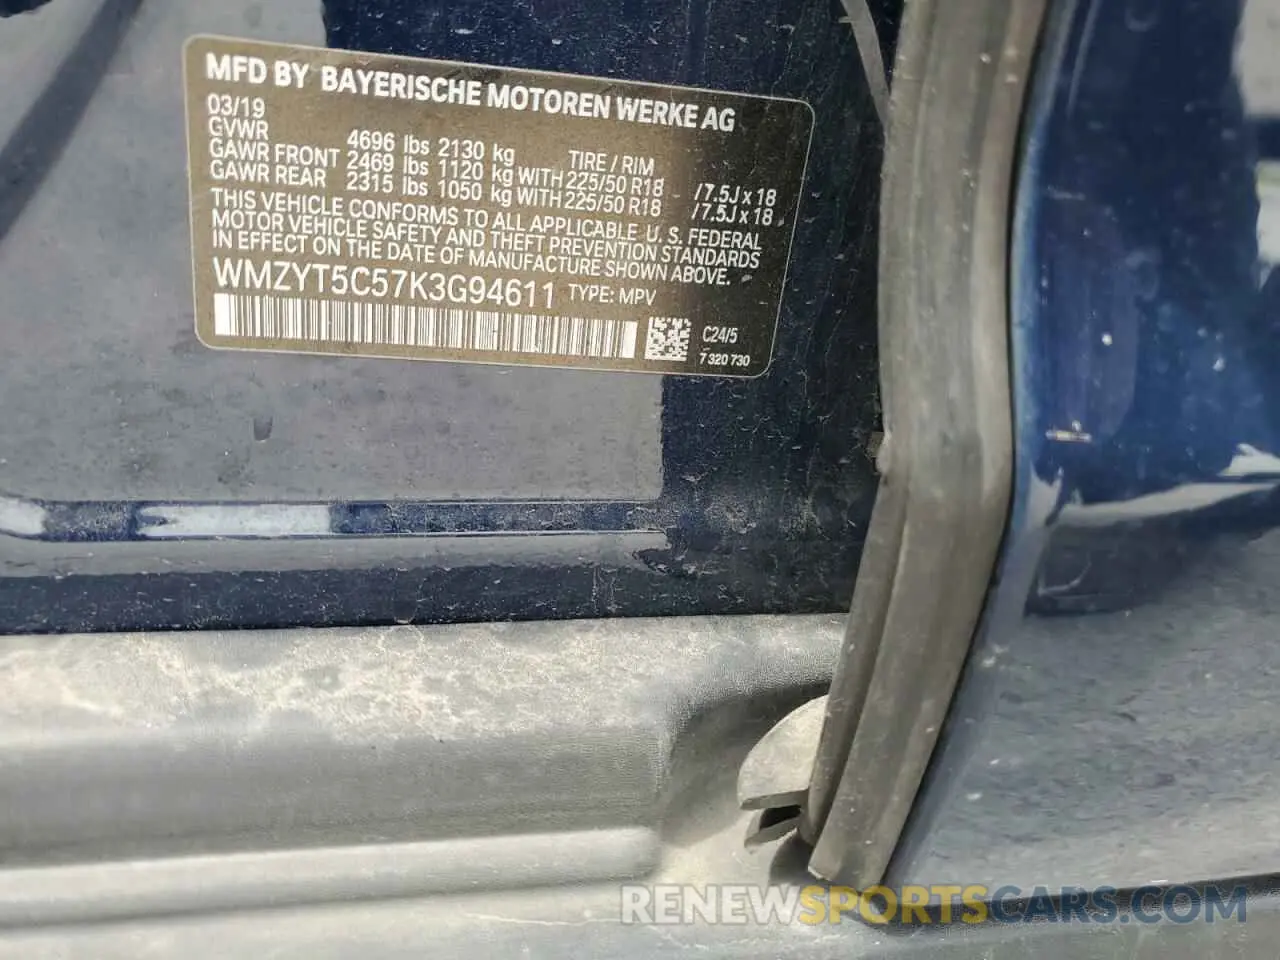 MFD BY BAYERISCHE MOTOREN WERKE AG
03/19
GVWR 4696 lbs 2130 kg TIRE / RIM
GAWR FRONT 2469 lbs 1120 kg WITH 225/50 R18 /7.5J x 18
GAWR REAR 2315 lbs 1050 kg WITH 225/50 R18 /7.5J x 18
THIS VEHICLE CONFORMS TO ALL APPLICABLE U. S. FEDERAL
MOTOR VEHICLE SAFETY AND THEFT PREVENTION STANDARDS
IN EFFECT ON THE DATE OF MANUFACTURE SHOWN ABOVE.
WMZYT5C57K3G94611 TYPE: MPV
C24/5
7 320 730
RENEWSPORTSCARS.COM